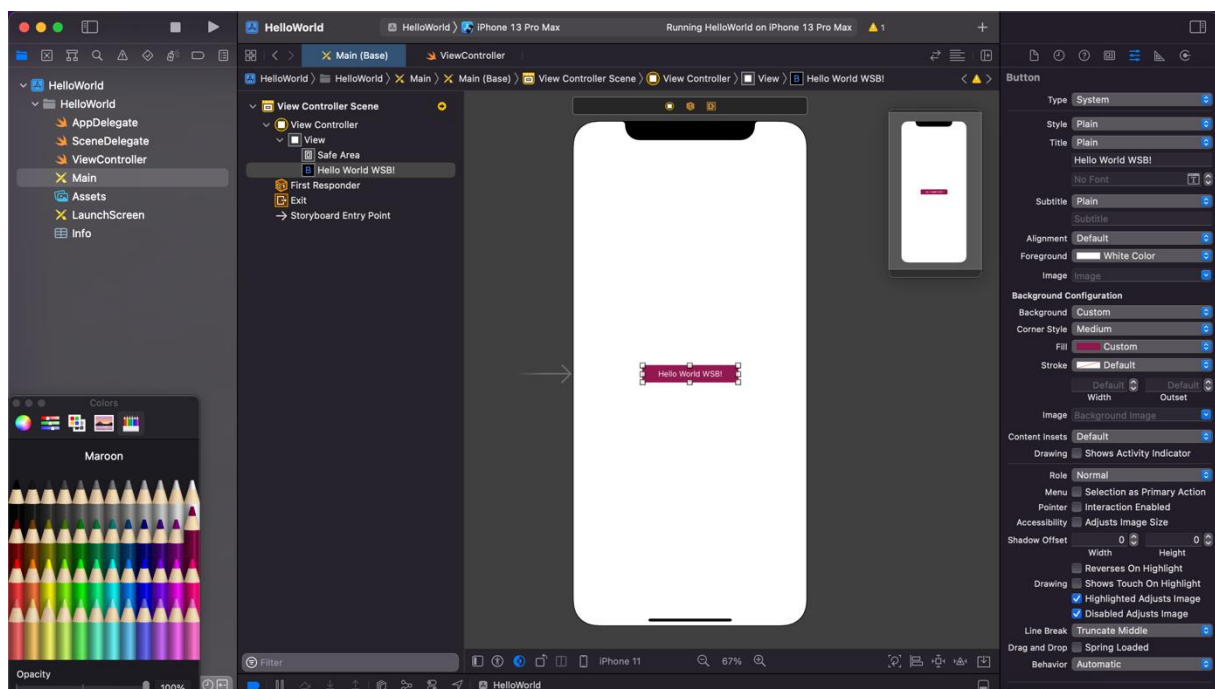 HelloWorld
HelloWorld ⟩ iPhone 13 Pro Max
Running HelloWorld on iPhone 13 Pro Max
1
Main (Base)
ViewController
HelloWorld ⟩ HelloWorld ⟩ Main ⟩ Main (Base) ⟩ View Controller Scene ⟩ View Controller ⟩ View ⟩ B Hello World WSB!
HelloWorld
HelloWorld
AppDelegate
SceneDelegate
ViewController
Main
Assets
LaunchScreen
Info
View Controller Scene
View Controller
View
Safe Area
B Hello World WSB!
First Responder
Exit
Storyboard Entry Point
Hello World WSB!
Button
Type System
Style Plain
Title Plain
Hello World WSB!
No Font
Subtitle Plain
Subtitle
Alignment Default
Foreground White Color
Image Image
Background Configuration
Background Custom
Corner Style Medium
Fill Custom
Stroke Default
Default Default
Width Outset
Image Background Image
Content Insets Default
Drawing Shows Activity Indicator
Role Normal
Menu Selection as Primary Action
Pointer Interaction Enabled
Accessibility Adjusts Image Size
Shadow Offset 0 0
Width Height
Reverses On Highlight
Drawing Shows Touch On Highlight
Highlighted Adjusts Image
Disabled Adjusts Image
Line Break Truncate Middle
Drag and Drop Spring Loaded
Behavior Automatic
Colors
Maroon
Opacity
100%
Filter
iPhone 11
67%
HelloWorld